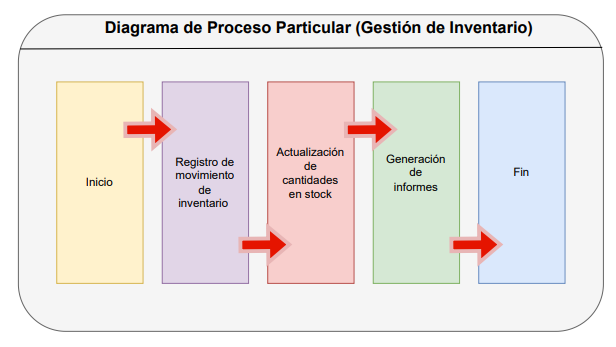 Diagrama de Proceso Particular (Gestión de Inventario)
Inicio
Registro de
movimiento
de
inventario
Actualización
de
cantidades
en stock
Generación
de
informes
Fin